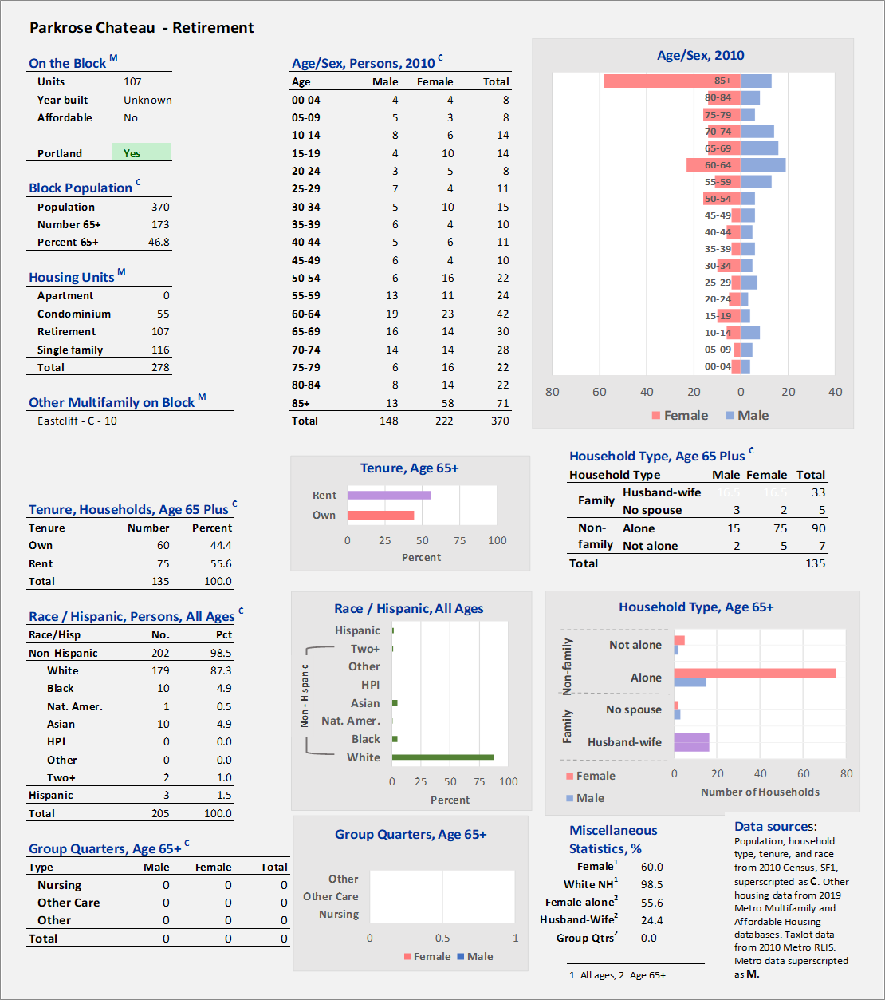 Parkrose Chateau - Retirement
On the Block M
Units 107
Year built Unknown
Affordable No
Portland Yes
Block Population C
Population 370
Number 65+ 173
Percent 65+ 46.8
Housing Units M
Apartment 0
Condominium 55
Retirement 107
Single family 116
Total 278
Other Multifamily on Block M
Eastcliff - C - 10
Age/Sex, Persons, 2010 C
Age Male Female Total
00-04 4 4 8
05-09 5 3 8
10-14 8 6 14
15-19 4 10 14
20-24 3 5 8
25-29 7 4 11
30-34 5 10 15
35-39 6 4 10
40-44 5 6 11
45-49 6 4 10
50-54 6 16 22
55-59 13 11 24
60-64 19 23 42
65-69 16 14 30
70-74 14 14 28
75-79 6 16 22
80-84 8 14 22
85+ 13 58 71
Total 148 222 370
Age/Sex, 2010
85+
80-84
75-79
70-74
65-69
60-64
55-59
50-54
45-49
40-44
35-39
30-34
25-29
20-24
15-19
10-14
05-09
00-04
80 60 40 20 0 20 40
Female Male
Tenure, Households, Age 65 Plus C
Tenure Number Percent
Own 60 44.4
Rent 75 55.6
Total 135 100.0
Tenure, Age 65+
Rent
Own
0 25 50 75 100
Percent
Household Type, Age 65 Plus C
Household Type Male Female Total
Family Husband-wife 16.5 16.5 33
No spouse 3 2 5
Non-family Alone 15 75 90
Not alone 2 5 7
Total 135
Race / Hispanic, Persons, All Ages C
Race/Hisp No. Pct
Non-Hispanic 202 98.5
White 179 87.3
Black 10 4.9
Nat. Amer. 1 0.5
Asian 10 4.9
HPI 0 0.0
Other 0 0.0
Two+ 2 1.0
Hispanic 3 1.5
Total 205 100.0
Race / Hispanic, All Ages
Non - Hispanic
Hispanic
Two+
Other
HPI
Asian
Nat. Amer.
Black
White
0 25 50 75 100
Percent
Household Type, Age 65+
Non-family
Not alone
Alone
Family
No spouse
Husband-wife
0 20 40 60 80
Number of Households
Female
Male
Group Quarters, Age 65+ C
Type Male Female Total
Nursing 0 0 0
Other Care 0 0 0
Other 0 0 0
Total 0 0 0
Group Quarters, Age 65+
Other
Other Care
Nursing
0 0.5 1
Female Male
Miscellaneous
Statistics, %
Female1 60.0
White NH1 98.5
Female alone2 55.6
Husband-Wife2 24.4
Group Qtrs2 0.0
1. All ages, 2. Age 65+
Data sources:
Population, household
type, tenure, and race
from 2010 Census, SF1,
superscripted as C. Other
housing data from 2019
Metro Multifamily and
Affordable Housing
databases. Taxlot data
from 2010 Metro RLIS.
Metro data superscripted
as M.